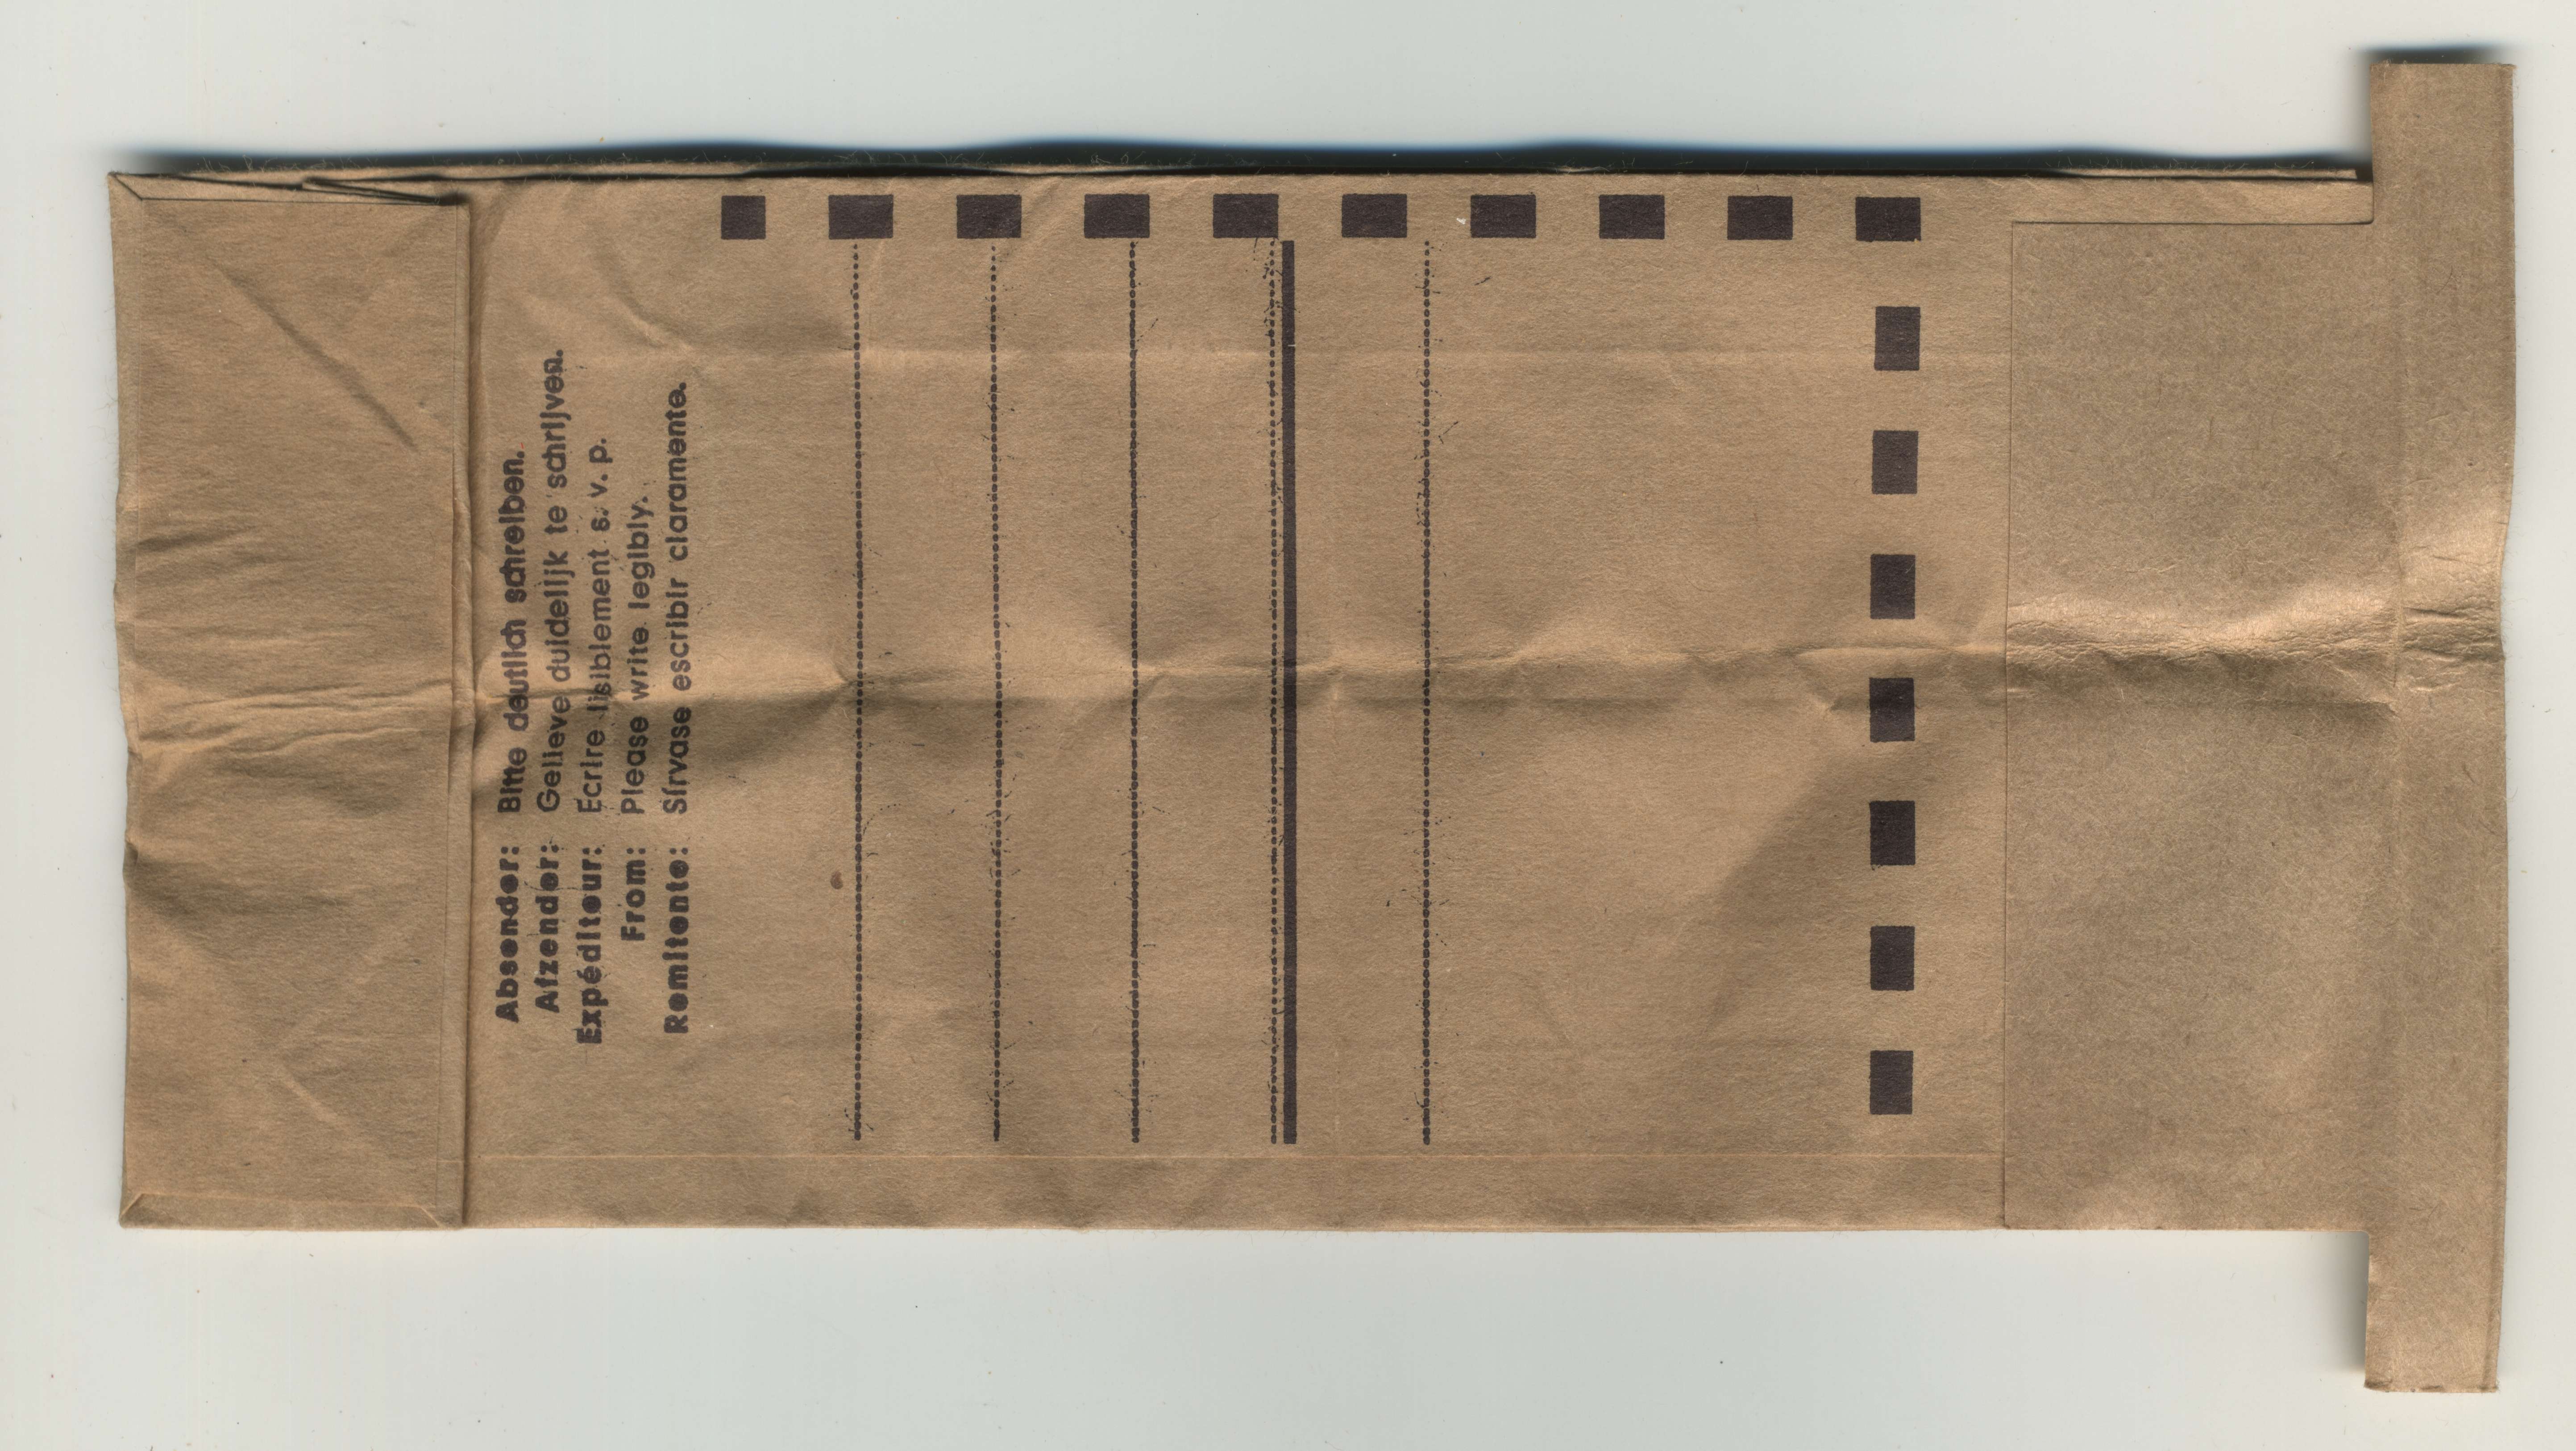 Absender: Bitte deutlich schreiben.
Afzender: Gelieve duidelijk te schrijven.
Expéditeur: Ecrire lisiblement s. v. p.
From: Please write legibly.
Remitente: Sírvase escribir claramente.